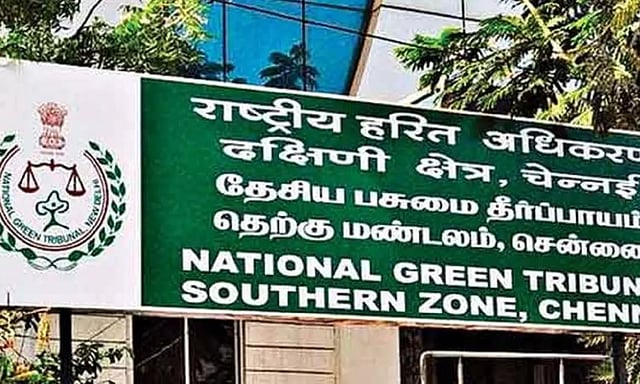 NATIONAL GREEN TRIBUNAL NEW DELHI
राष्ट्रीय हरित अधिकरण
दक्षिणी क्षेत्र, चेन्नई
தேசிய பசுமை தீர்ப்பாயம்
தெற்கு மண்டலம், சென்னை
NATIONAL GREEN TRIBUN
SOUTHERN ZONE, CHENN